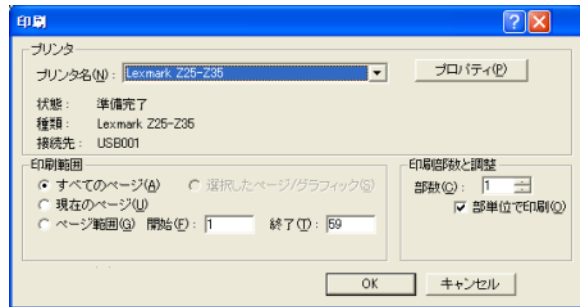 印刷
プリンタ
プリンタ名(N): Lexmark Z25-Z35
プロパティ(P)
状態: 準備完了
種類: Lexmark Z25-Z35
接続先: USB001
印刷範囲
すべてのページ(A) 選択したページ/グラフィック(S)
現在のページ(U)
ページ範囲(G) 開始(F): 1 終了(T): 59
印刷部数と調整
部数(C): 1
部単位で印刷(O)
OK キャンセル